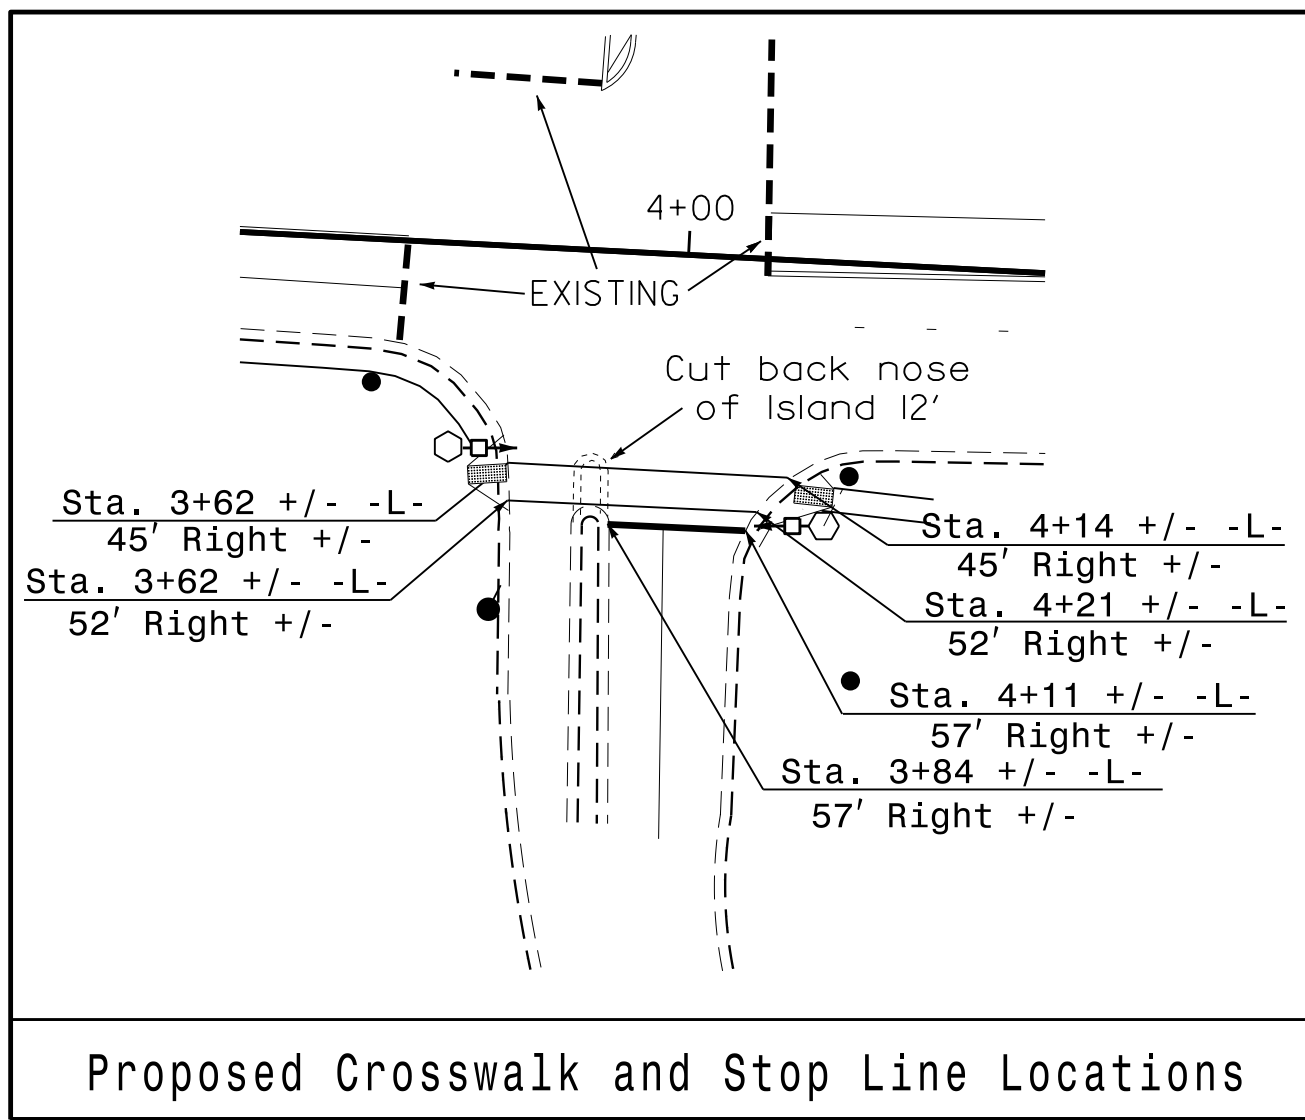 4+00
EXISTING
Cut back nose
of Island 12'
Sta. 3+62 +/- -L-
45' Right +/-
Sta. 3+62 +/- -L-
52' Right +/-
Sta. 4+14 +/- -L-
45' Right +/-
Sta. 4+21 +/- -L-
52' Right +/-
Sta. 4+11 +/- -L-
57' Right +/-
Sta. 3+84 +/- -L-
57' Right +/-
Proposed Crosswalk and Stop Line Locations